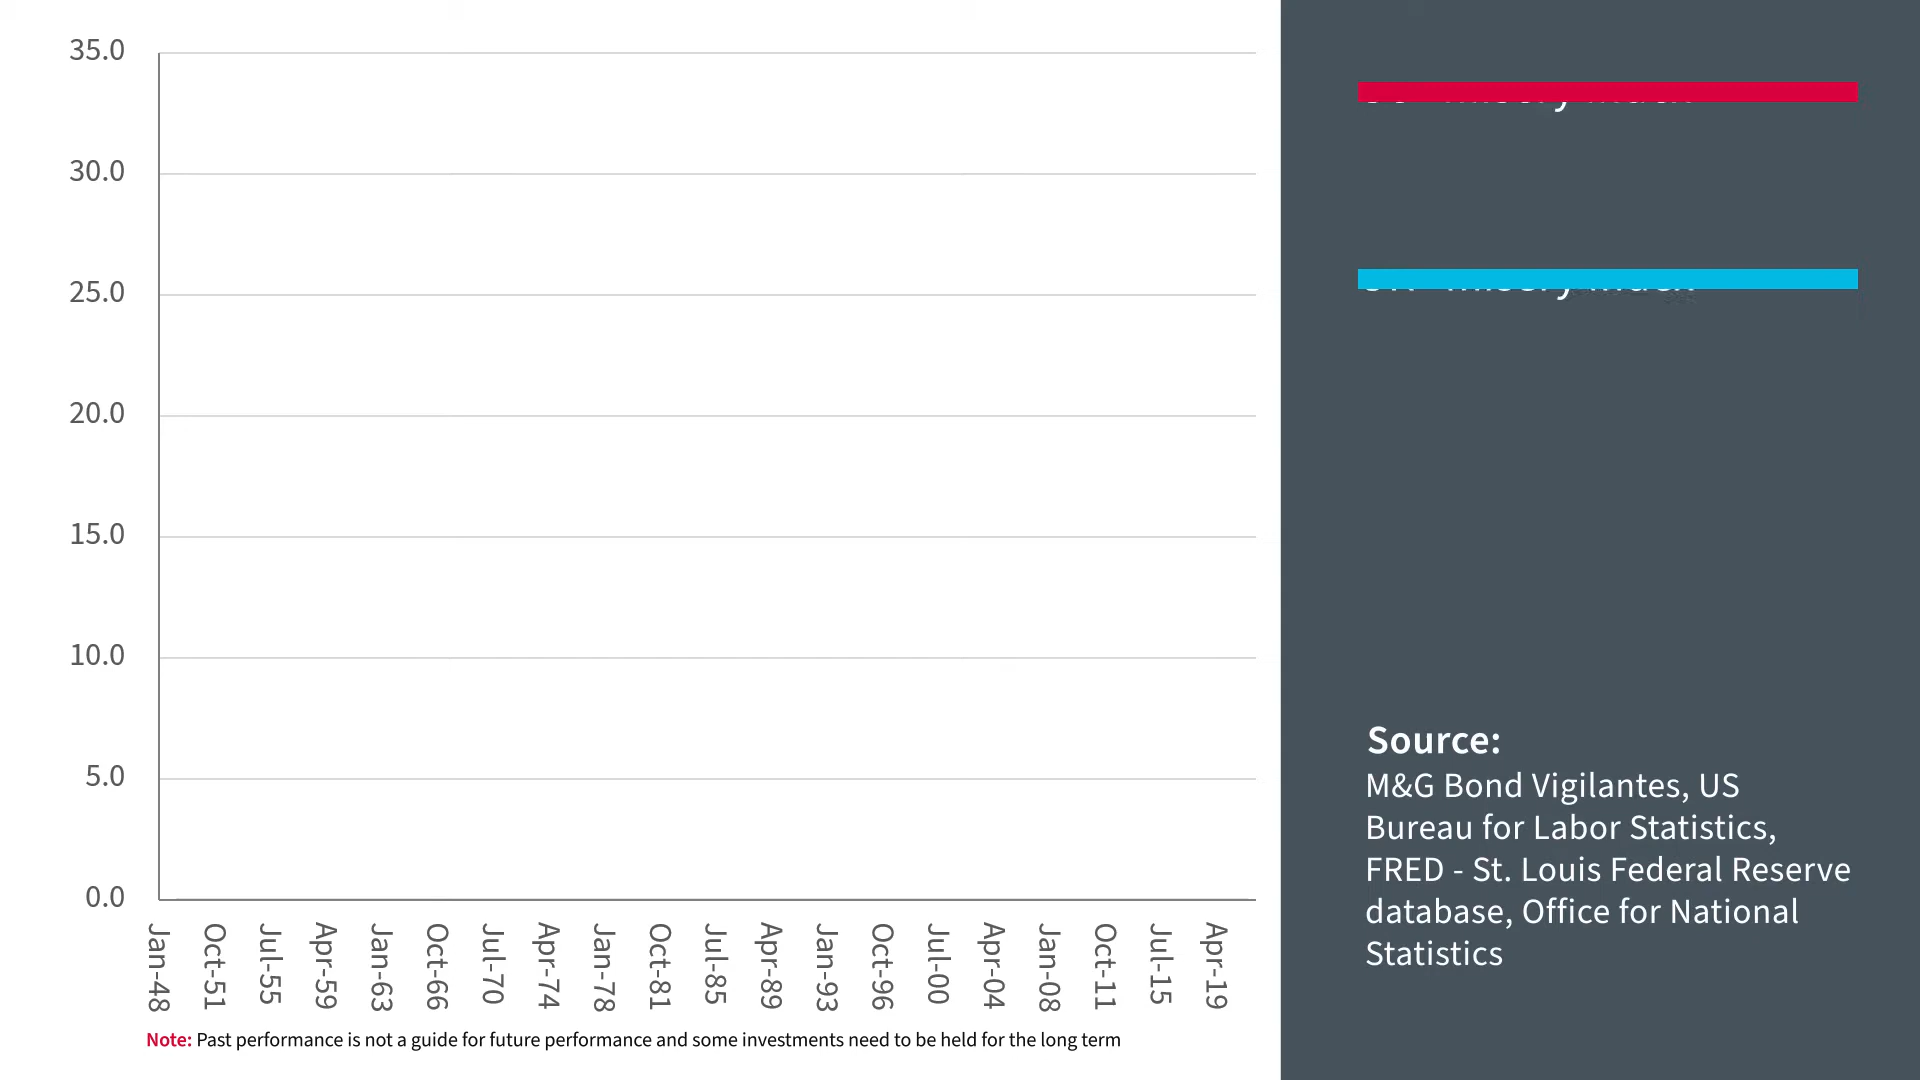 35.0
30.0
25.0
20.0
15.0
10.0
5.0
0.0
Jan-48
Oct-51
Jul-55
Apr-59
Jan-63
Oct-66
Jul-70
Apr-74
Jan-78
Oct-81
Jul-85
Apr-89
Jan-93
Oct-96
Jul-00
Apr-04
Jan-08
Oct-11
Jul-15
Apr-19
Note: Past performance is not a guide for future performance and some investments need to be held for the long term
Source:
M&G Bond Vigilantes, US
Bureau for Labor Statistics,
FRED - St. Louis Federal Reserve
database, Office for National
Statistics